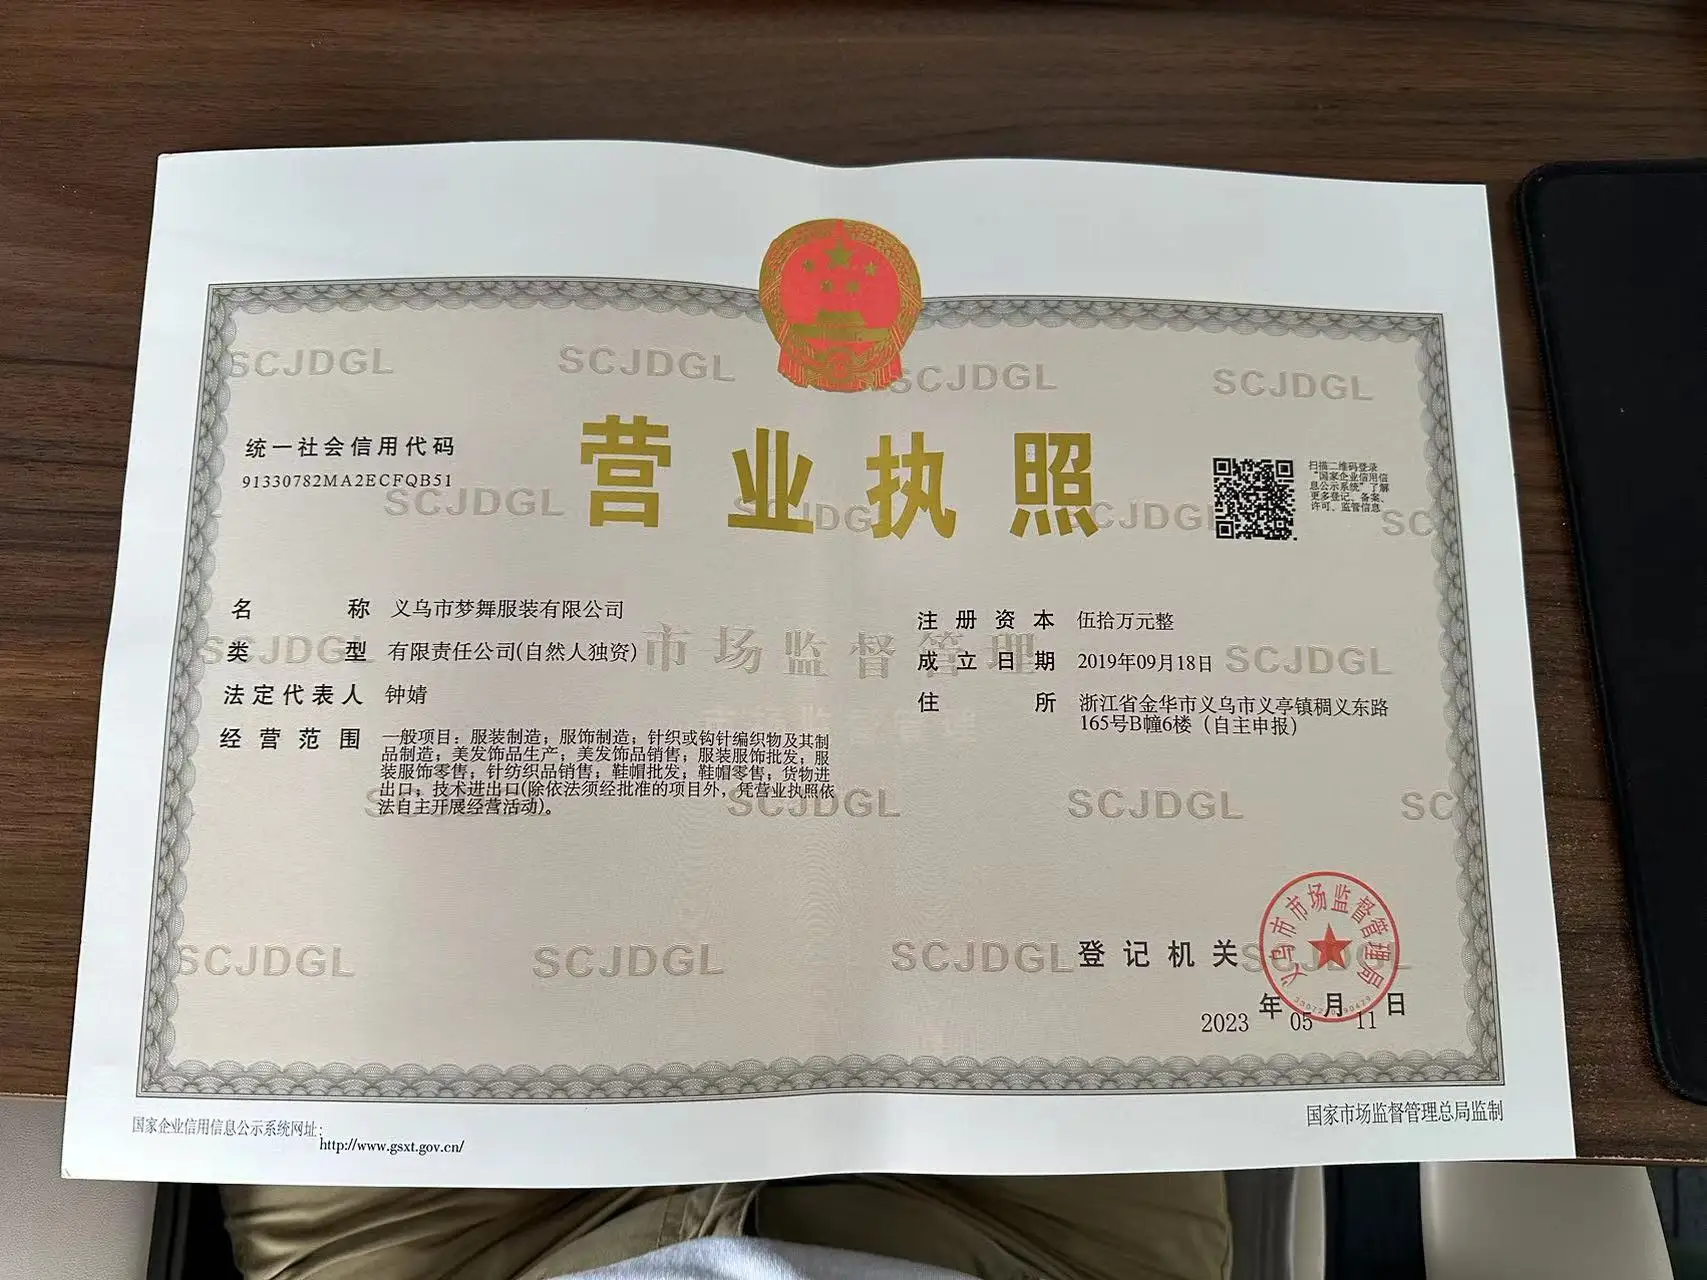 统一社会信用代码
91330782MA2ECFQB51
营业执照
扫描二维码登录
“国家企业信用信
息公示系统”了解
更多登记、备案、
许可、监管信息
名称 义乌市梦舞服装有限公司
类型 有限责任公司(自然人独资)
法定代表人 钟婧
经营范围 一般项目：服装制造；服饰制造；针织或钩针编织物及其制
品制造；美发饰品生产；美发饰品销售；服装服饰批发；服
装服饰零售；针纺织品销售；鞋帽批发；鞋帽零售；货物进
出口；技术进出口(除依法须经批准的项目外，凭营业执照依
法自主开展经营活动)。
注册资本 伍拾万元整
成立日期 2019年09月18日
住所 浙江省金华市义乌市义亭镇稠义东路
165号B幢6楼（自主申报）
SCJDGL SCJDGL SCJDGL SCJDGL
市场监督管理
登记机关
义乌市市场监督管理局
2023年05月11日
国家企业信用信息公示系统网址：
http://www.gsxt.gov.cn/
国家市场监督管理总局监制